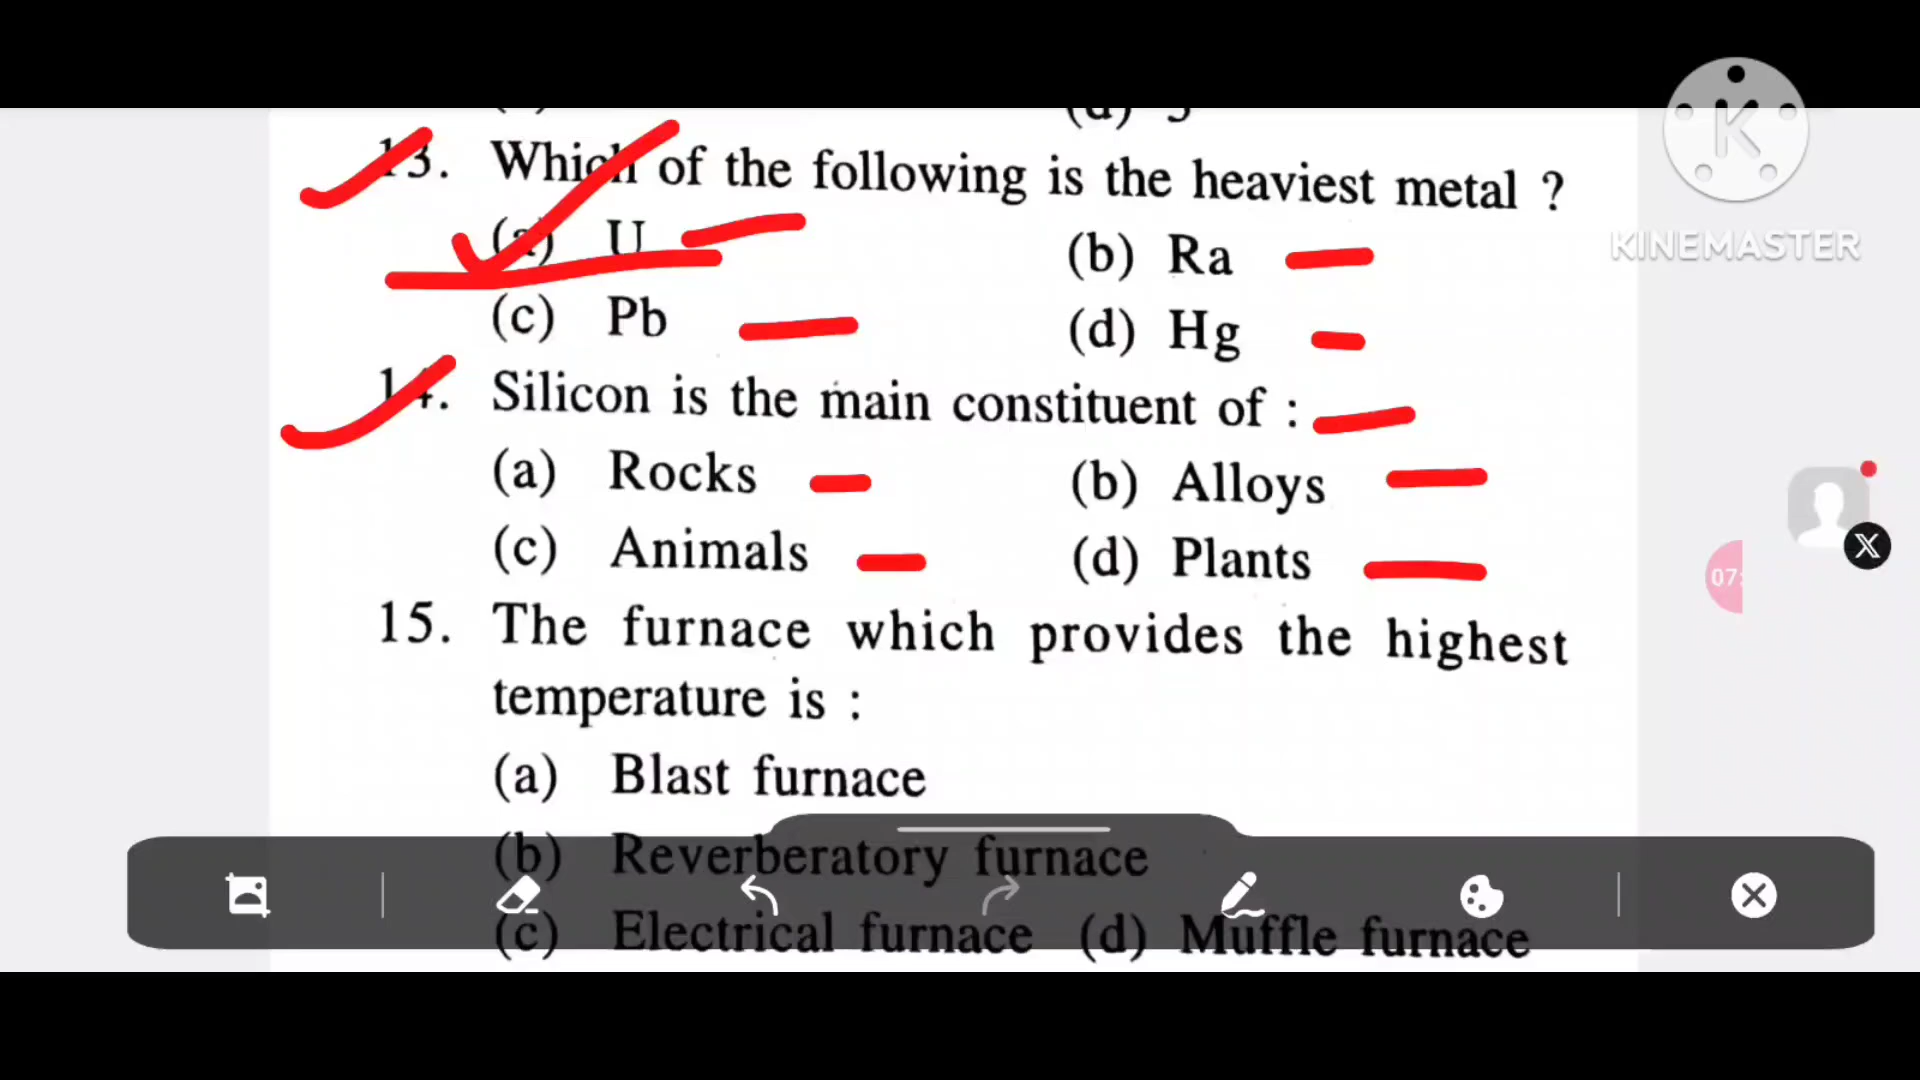 (d) 5
13. Which of the following is the heaviest metal ?
(a) U (b) Ra
(c) Pb (d) Hg
14. Silicon is the main constituent of :
(a) Rocks (b) Alloys
(c) Animals (d) Plants
15. The furnace which provides the highest
temperature is :
(a) Blast furnace
(b) Reverberatory furnace
(c) Electrical furnace (d) Muffle furnace
K
KINEMASTER
X
07: